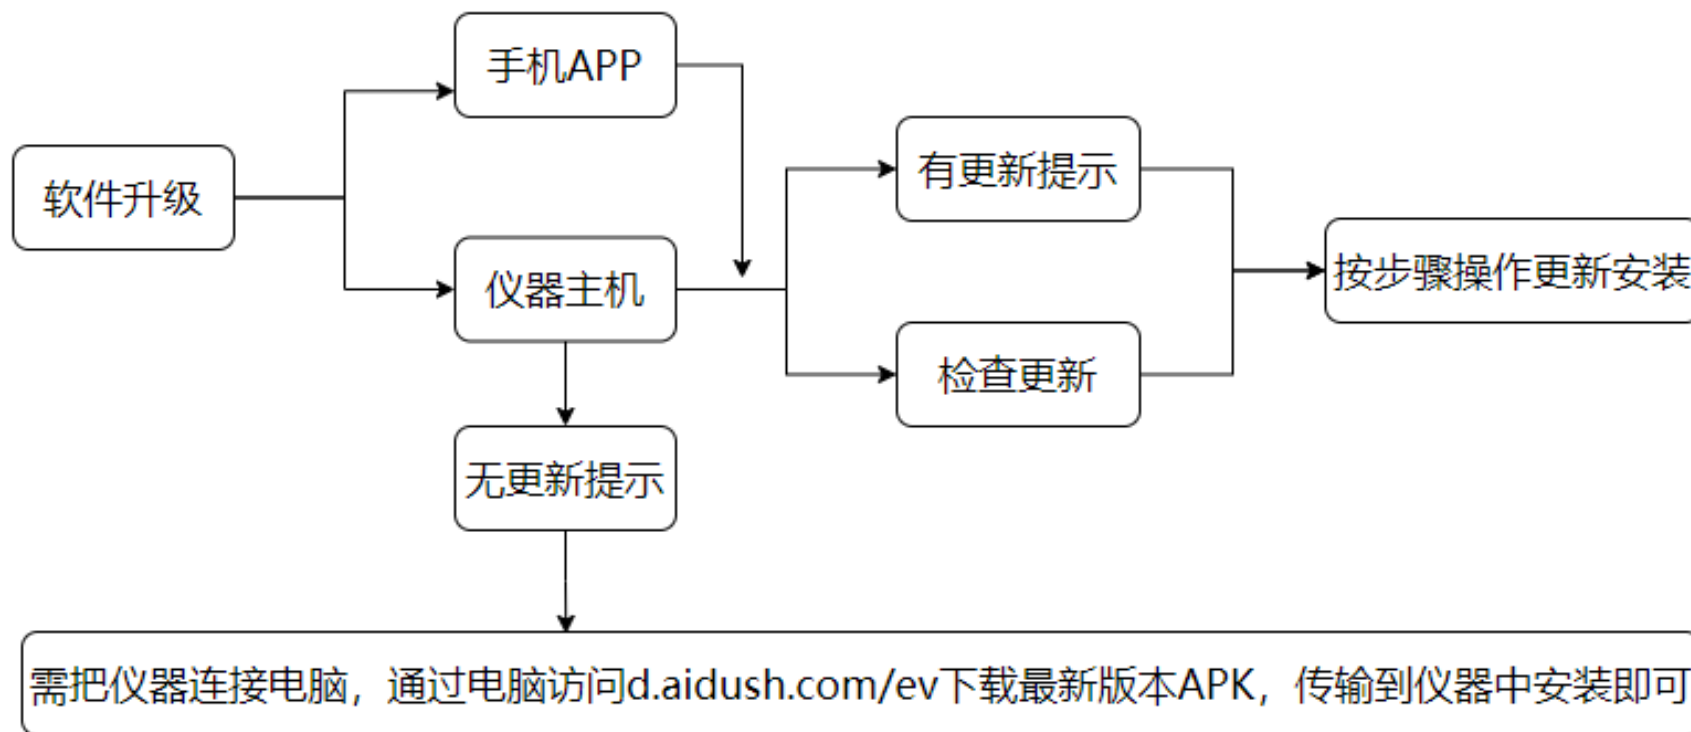 手机APP
软件升级
有更新提示
仪器主机
按步骤操作更新安装
检查更新
无更新提示
需把仪器连接电脑，通过电脑访问d.aidush.com/ev下载最新版本APK，传输到仪器中安装即可